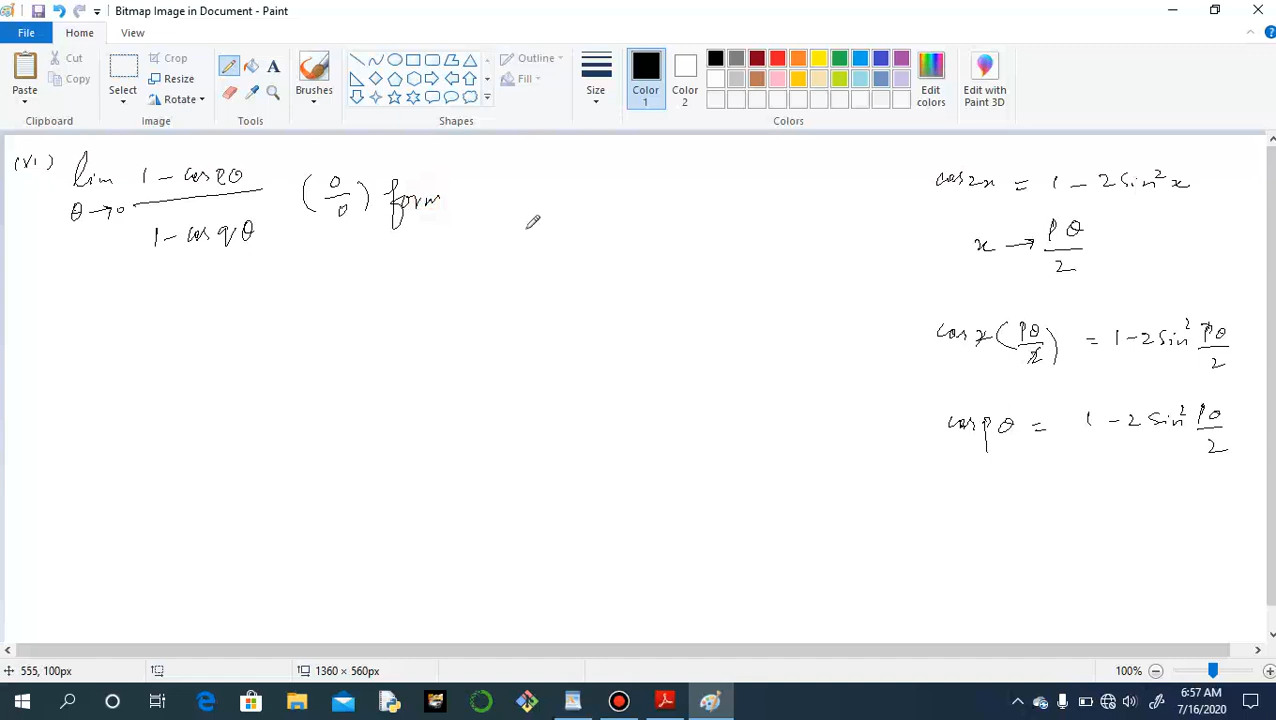 Bitmap Image in Document - Paint
File Home View
Paste Cut Copy Clipboard
Select Crop Resize Rotate Image
Tools
Brushes
Shapes Outline Fill
Size
Color 1 Color 2 Colors
Edit colors
Edit with Paint 3D
(vi) lim θ→0 (1 - cos pθ)/(1 - cos qθ) (0/0) form
cos2x = 1 - 2 sin² x
x → pθ/2
cos 2(pθ/2) = 1 - 2 sin² pθ/2
cos pθ = 1 - 2 sin² pθ/2
555, 100px 1360 × 560px 100%
6:57 AM
7/16/2020